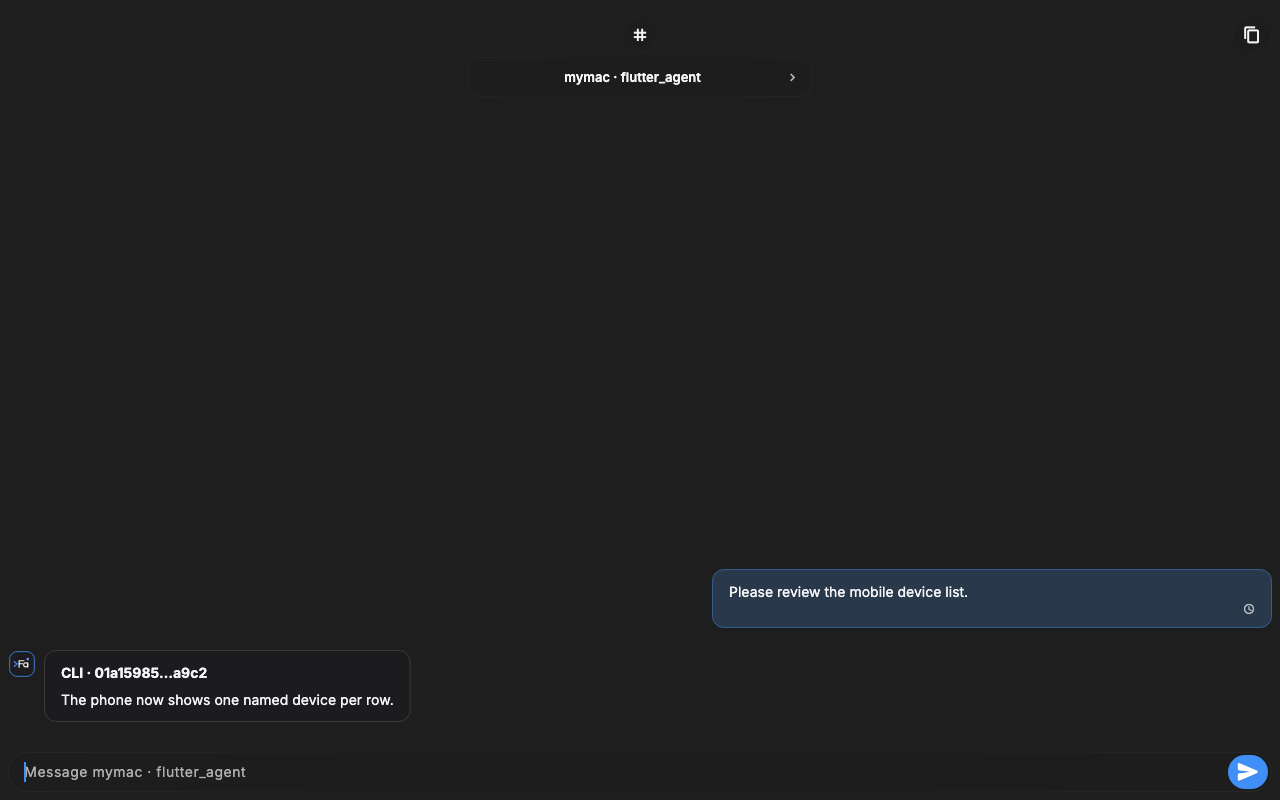 #
mymac · flutter_agent
Please review the mobile device list.
>Fa
CLI · 01a15985...a9c2
The phone now shows one named device per row.
Message mymac · flutter_agent